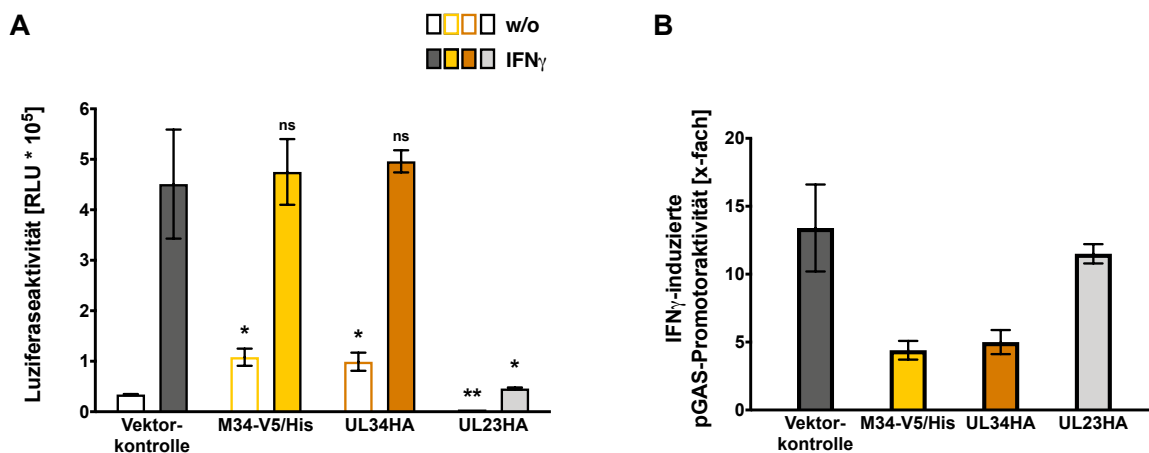 A
w/o
IFNγ
Luziferaseaktivität [RLU * 10⁵]
6
5
4
3
2
1
0
ns
ns
*
*
**
*
Vektor-
kontrolle
M34-V5/His
UL34HA
UL23HA
B
IFNγ-induzierte
pGAS-Promotoraktivität [x-fach]
20
15
10
5
0
Vektor-
kontrolle
M34-V5/His
UL34HA
UL23HA